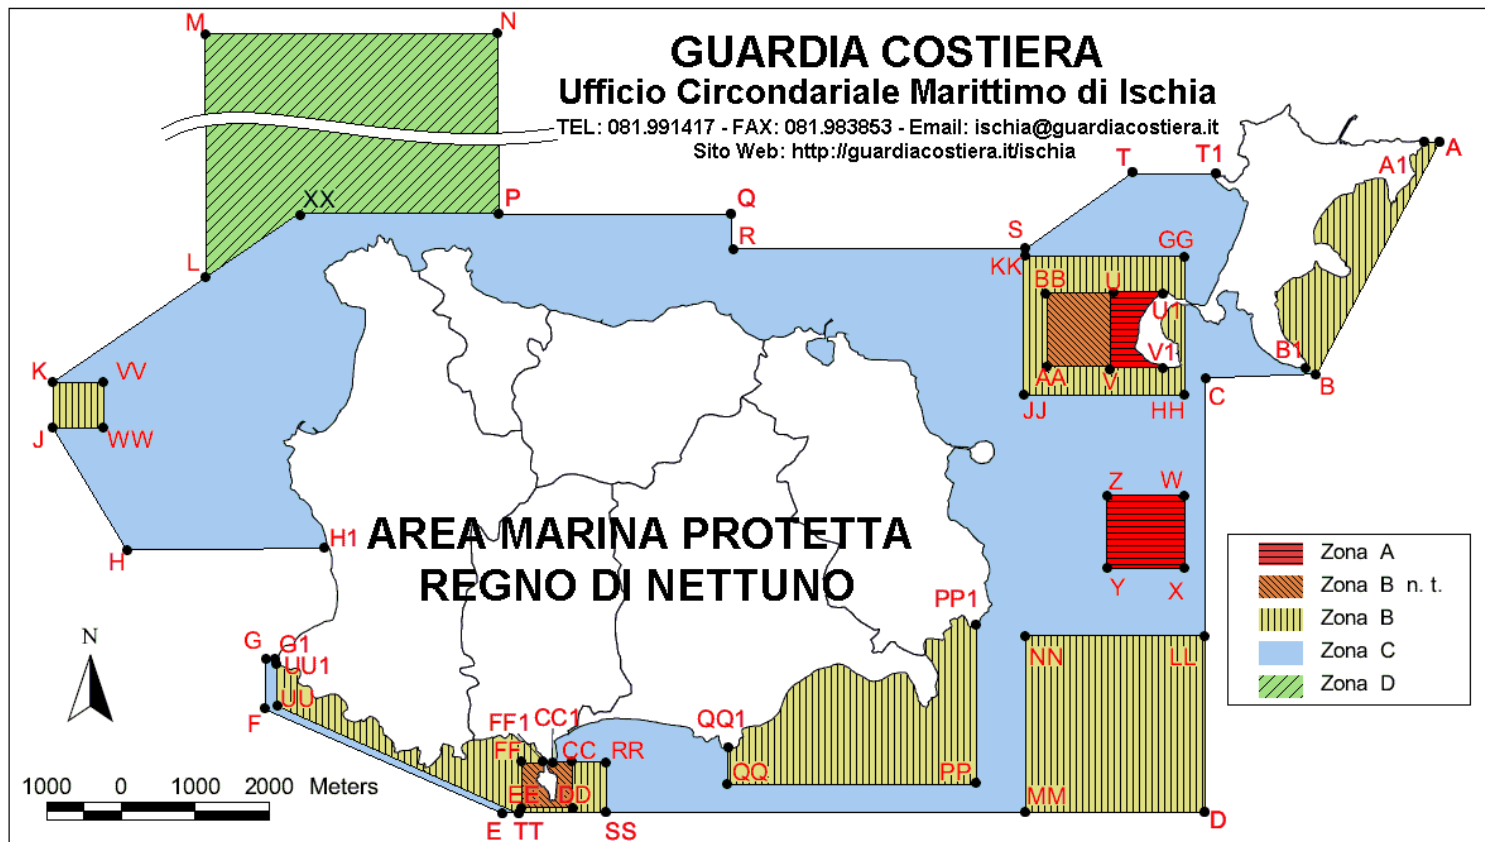 M
N
GUARDIA COSTIERA
Ufficio Circondariale Marittimo di Ischia
TEL: 081.991417 - FAX: 081.983853 - Email: ischia@guardiacostiera.it
Sito Web: http://guardiacostiera.it/ischia
A
A1
T
T1
XX
P
Q
R
S
GG
KK
L
BB
U
U1
V1
B1
B
AA
V
C
K
VV
JJ
HH
J
WW
Z
W
H
H1
AREA MARINA PROTETTA
REGNO DI NETTUNO
Y
X
PP1
Zona A
Zona B n. t.
Zona B
Zona C
Zona D
N
G
G1
UU1
UU
F
NN
LL
FF1
CC1
QQ1
FF
CC
RR
QQ
PP
EE
DD
MM
E
TT
SS
D
1000 0 1000 2000 Meters